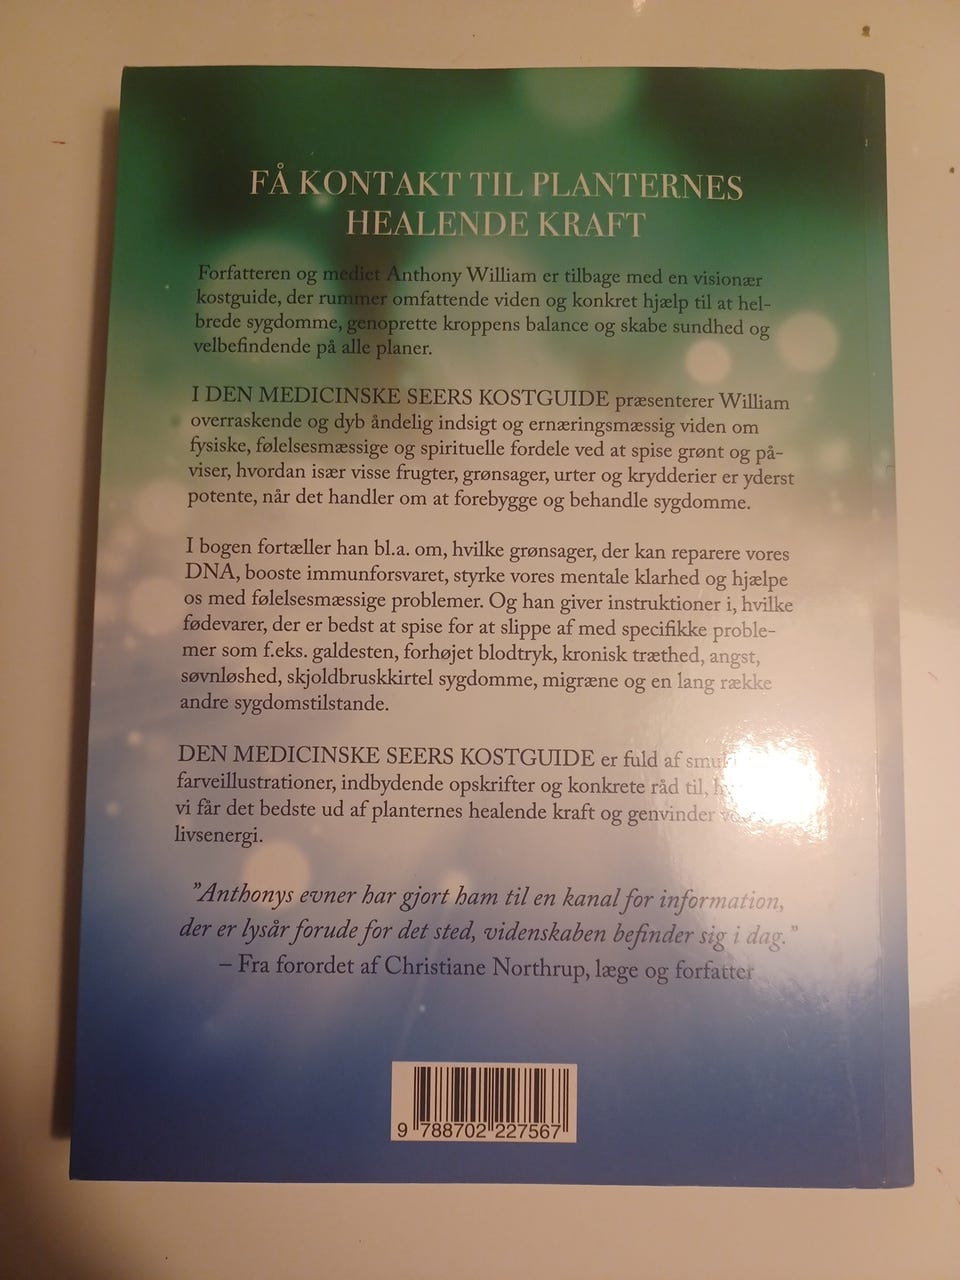 FÅ KONTAKT TIL PLANTERNES
HEALENDE KRAFT
Forfatteren og mediet Anthony William er tilbage med en visionær
kostguide, der rummer omfattende viden og konkret hjælp til at hel-
brede sygdomme, genoprette kroppens balance og skabe sundhed og
velbefindende på alle planer.
I DEN MEDICINSKE SEERS KOSTGUIDE præsenterer William
overraskende og dyb åndelig indsigt og ernæringsmæssig viden om
fysiske, følelsesmæssige og spirituelle fordele ved at spise grønt og på-
viser, hvordan især visse frugter, grønsager, urter og krydderier er yderst
potente, når det handler om at forebygge og behandle sygdomme.
I bogen fortæller han bl.a. om, hvilke grønsager, der kan reparere vores
DNA, booste immunforsvaret, styrke vores mentale klarhed og hjælpe
os med følelsesmæssige problemer. Og han giver instruktioner i, hvilke
fødevarer, der er bedst at spise for at slippe af med specifikke proble-
mer som f.eks. galdesten, forhøjet blodtryk, kronisk træthed, angst,
søvnløshed, skjoldbruskkirtel sygdomme, migræne og en lang række
andre sygdomstilstande.
DEN MEDICINSKE SEERS KOSTGUIDE er fuld af
farveillustrationer, indbydende opskrifter og konkrete råd til,
vi får det bedste ud af planternes healende kraft og genvinder
livsenergi.
"Anthonys evner har gjort ham til en kanal for information,
der er lysår forude for det sted, videnskaben befinder sig i dag."
– Fra forordet af Christiane Northrup, læge og forfatter
9 788702 227567